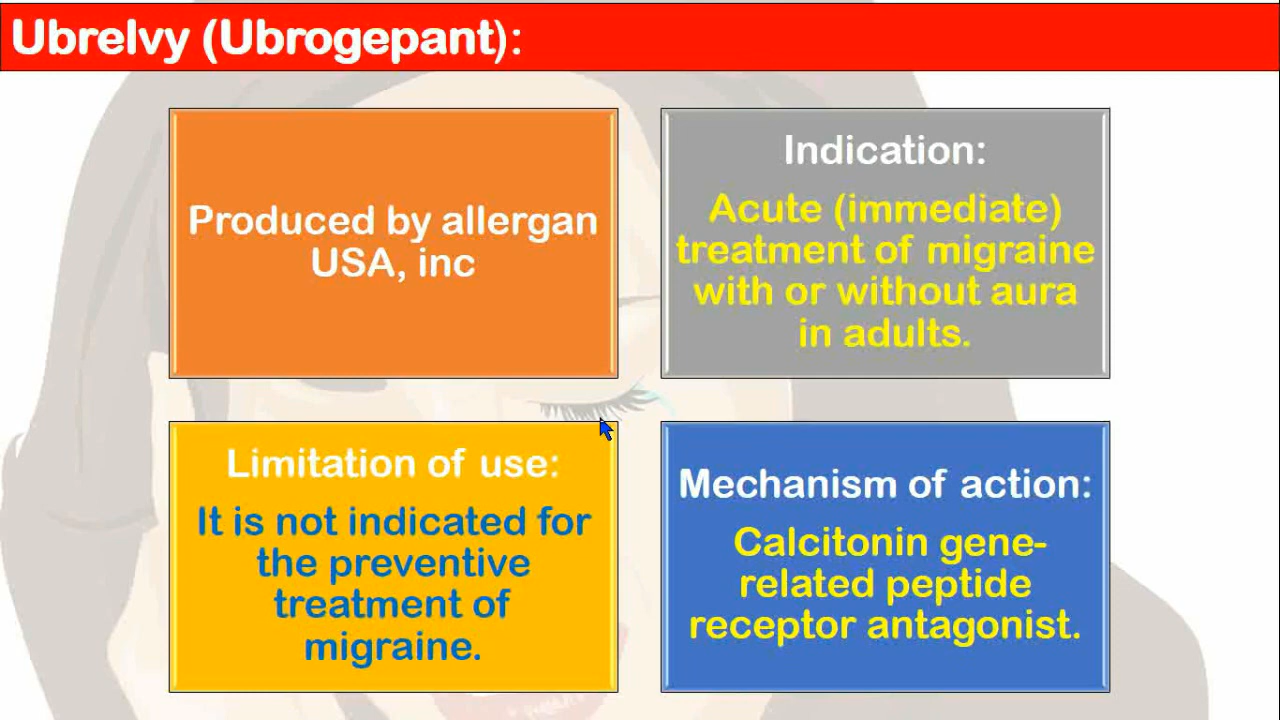 Ubrelvy (Ubrogepant):
Produced by allergan
USA, inc
Indication:
Acute (immediate)
treatment of migraine
with or without aura
in adults.
Limitation of use:
It is not indicated for
the preventive
treatment of
migraine.
Mechanism of action:
Calcitonin gene-
related peptide
receptor antagonist.